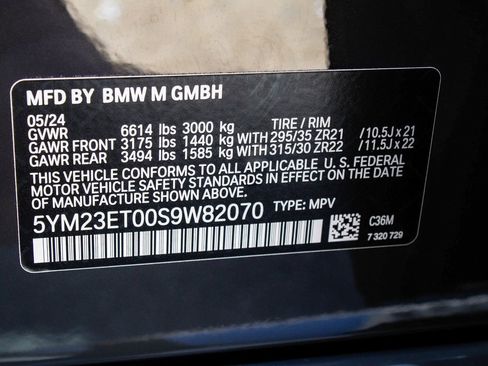 MFD BY BMW M GMBH
05/24 TIRE / RIM
GVWR 6614 lbs 3000 kg
GAWR FRONT 3175 lbs 1440 kg WITH 295/35 ZR21 /10.5J x 21
GAWR REAR 3494 lbs 1585 kg WITH 315/30 ZR22 /11.5J x 22
THIS VEHICLE CONFORMS TO ALL APPLICABLE U. S. FEDERAL
MOTOR VEHICLE SAFETY STANDARDS IN EFFECT ON THE DATE
OF MANUFACTURE SHOWN ABOVE.
5YM23ET00S9W82070 TYPE: MPV
C36M
7 320 729